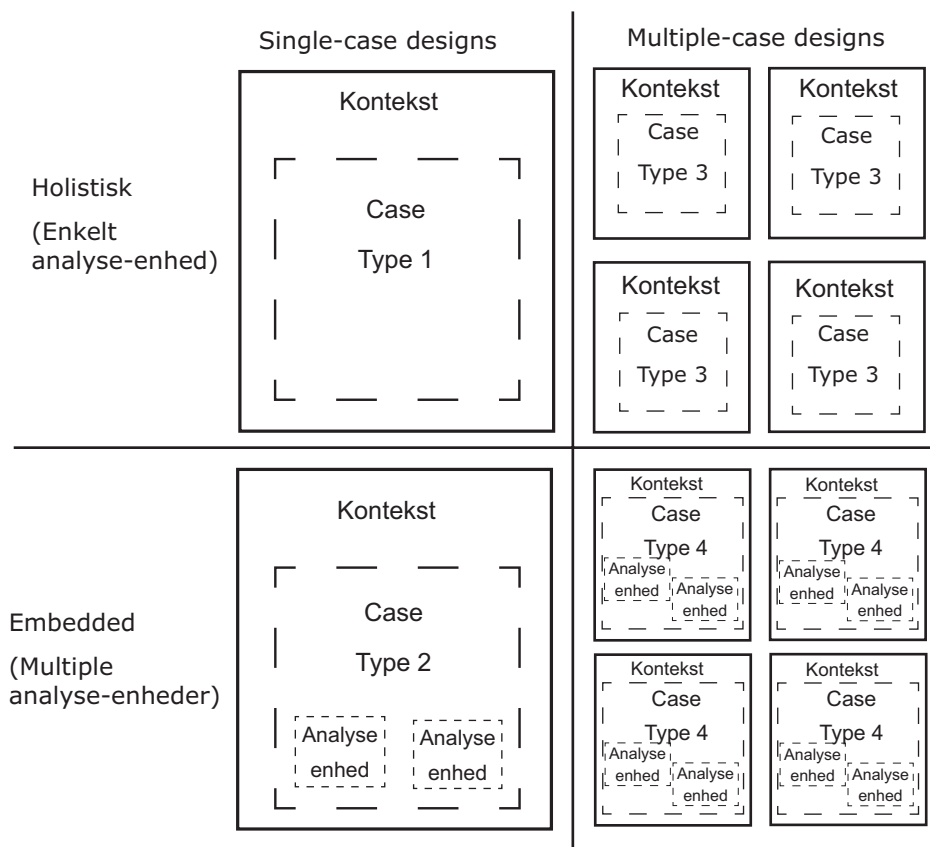 Single-case designs
Multiple-case designs
Holistisk
(Enkelt
analyse-enhed)
Kontekst
Case
Type 1
Kontekst
Case
Type 3
Kontekst
Case
Type 3
Kontekst
Case
Type 3
Kontekst
Case
Type 3
Embedded
(Multiple
analyse-enheder)
Kontekst
Case
Type 2
Analyse
enhed
Analyse
enhed
Kontekst
Case
Type 4
Analyse
enhed
Analyse
enhed
Kontekst
Case
Type 4
Analyse
enhed
Analyse
enhed
Kontekst
Case
Type 4
Analyse
enhed
Analyse
enhed
Kontekst
Case
Type 4
Analyse
enhed
Analyse
enhed